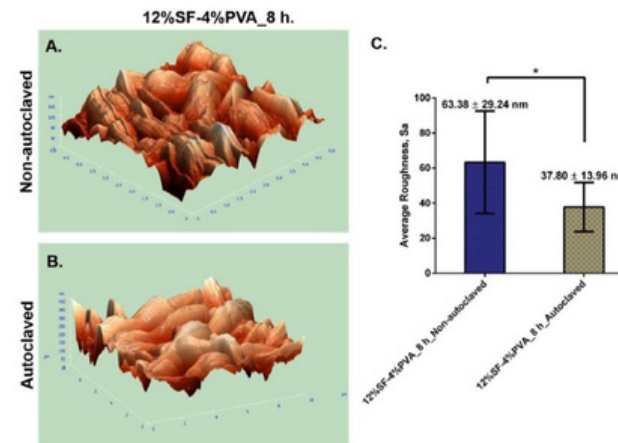 12%SF-4%PVA_8 h.
A.
Non-autoclaved
B.
Autoclaved
C.
*
63.38 ± 29.24 nm
37.80 ± 13.96 n
Average Roughness, Sa
100
80
60
40
20
0
12%SF-4%PVA_8 h_Non-autoclaved
12%SF-4%PVA_8 h_Autoclaved